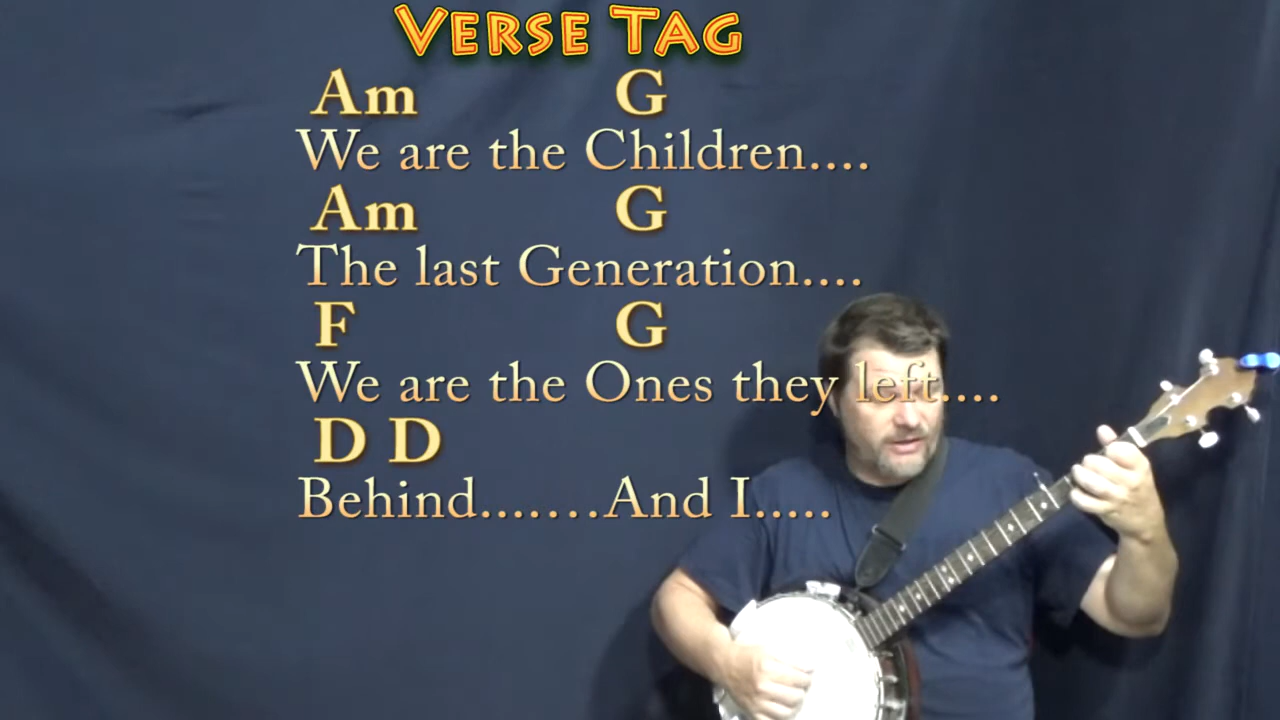 VERSE TAG
Am G
We are the Children....
Am G
The last Generation....
F G
We are the Ones they left....
D D
Behind.......And I.....